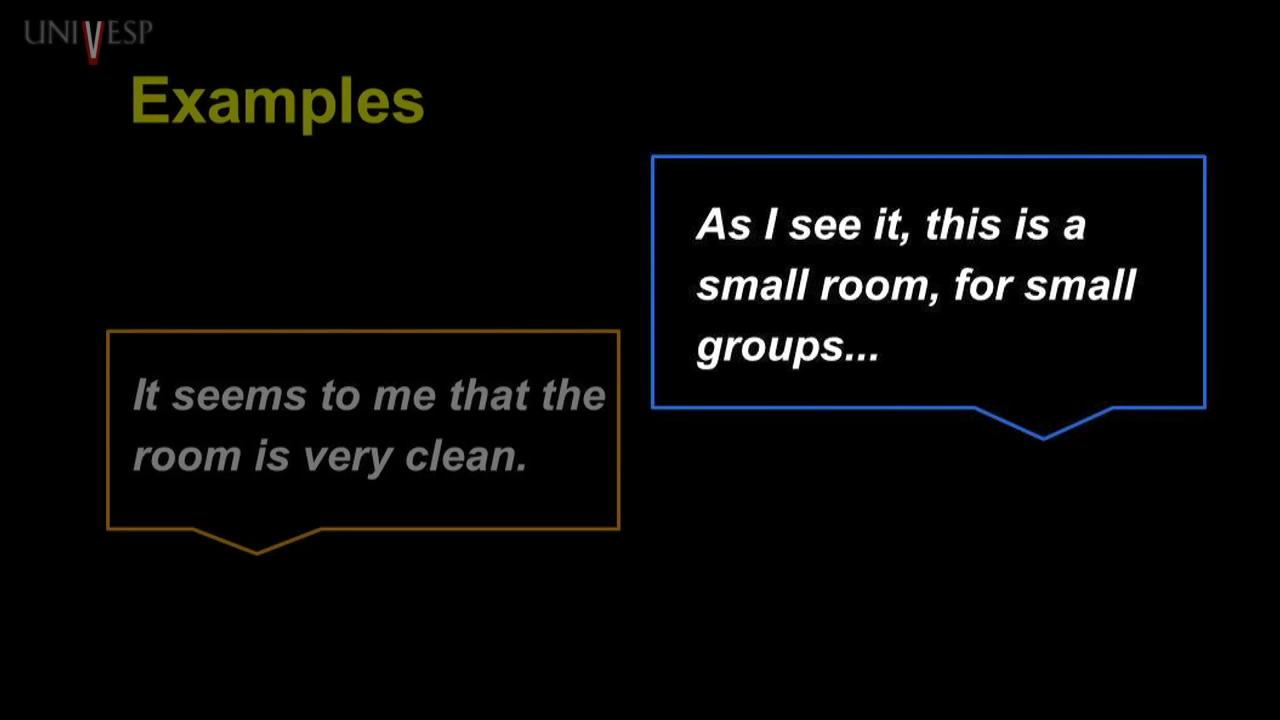 UNIVESP
Examples
As I see it, this is a
small room, for small
groups...
It seems to me that the
room is very clean.